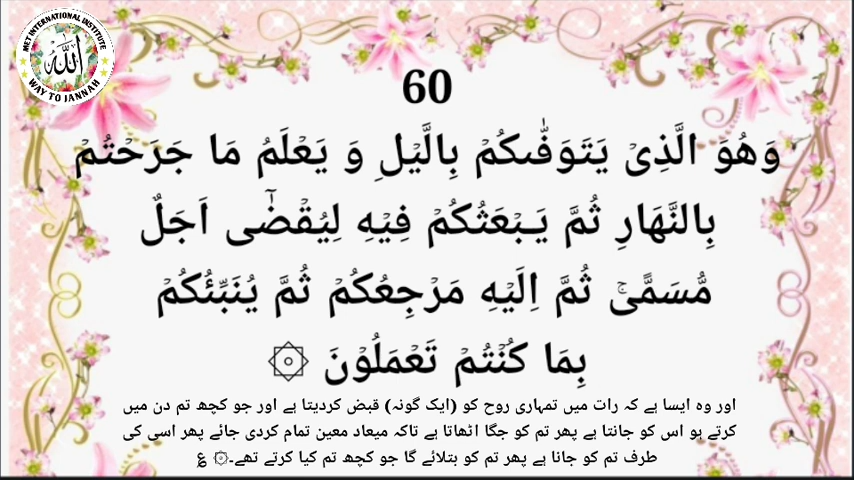 MET INTERNATIONAL INSTITUTE
الله
WAY TO JANNAH
60
وَهُوَ الَّذِىۡ يَتَوَفّٰٮكُمۡ بِالَّيۡلِ وَ يَعۡلَمُ مَا جَرَحۡتُمۡ
بِالنَّهَارِ ثُمَّ يَـبۡعَثُكُمۡ فِيۡهِ لِيُقۡضٰٓى اَجَلٌ
مُّسَمًّى‌ۚ ثُمَّ اِلَيۡهِ مَرۡجِعُكُمۡ ثُمَّ يُنَبِّئُكُمۡ
بِمَا كُنۡتُمۡ تَعۡمَلُوۡنَ ۞
اور وہ ایسا ہے کہ رات میں تمہاری روح کو (ایک گونہ) قبض کردیتا ہے اور جو کچھ تم دن میں
کرتے ہو اس کو جانتا ہے پھر تم کو جگا اٹھاتا ہے تاکہ میعاد معین تمام کردی جائے پھر اسی کی
طرف تم کو جانا ہے پھر تم کو بتلائے گا جو کچھ تم کیا کرتے تھے۔۞ ؏